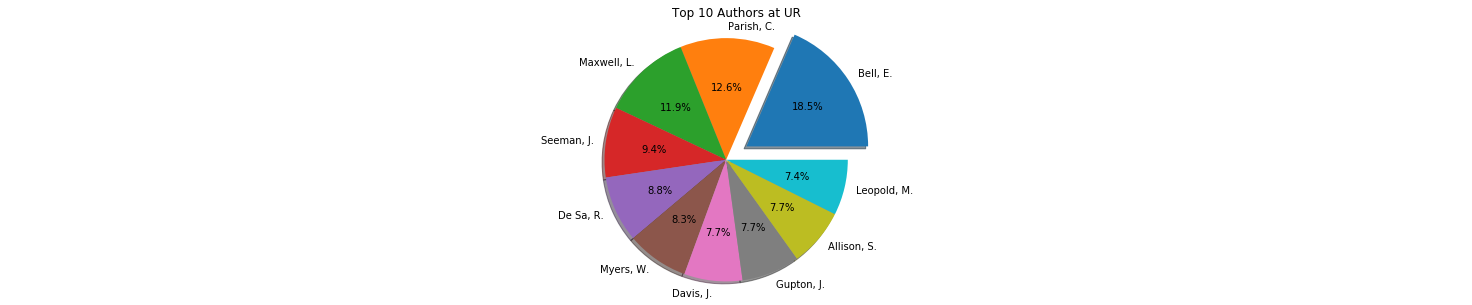 Top 10 Authors at UR
Parish, C.
Bell, E.
Maxwell, L.
12.6%
18.5%
11.9%
Seeman, J.
9.4%
7.4%
8.8%
Leopold, M.
De Sa, R.
8.3%
7.7%
7.7%
7.7%
Allison, S.
Myers, W.
Gupton, J.
Davis, J.